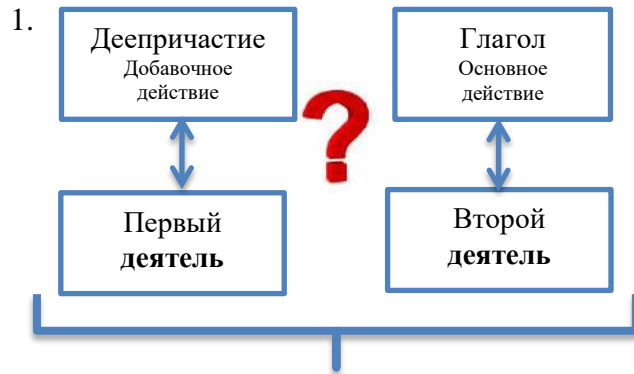 1.
Деепричастие
Добавочное
действие
?
Глагол
Основное
действие
Первый
деятель
Второй
деятель